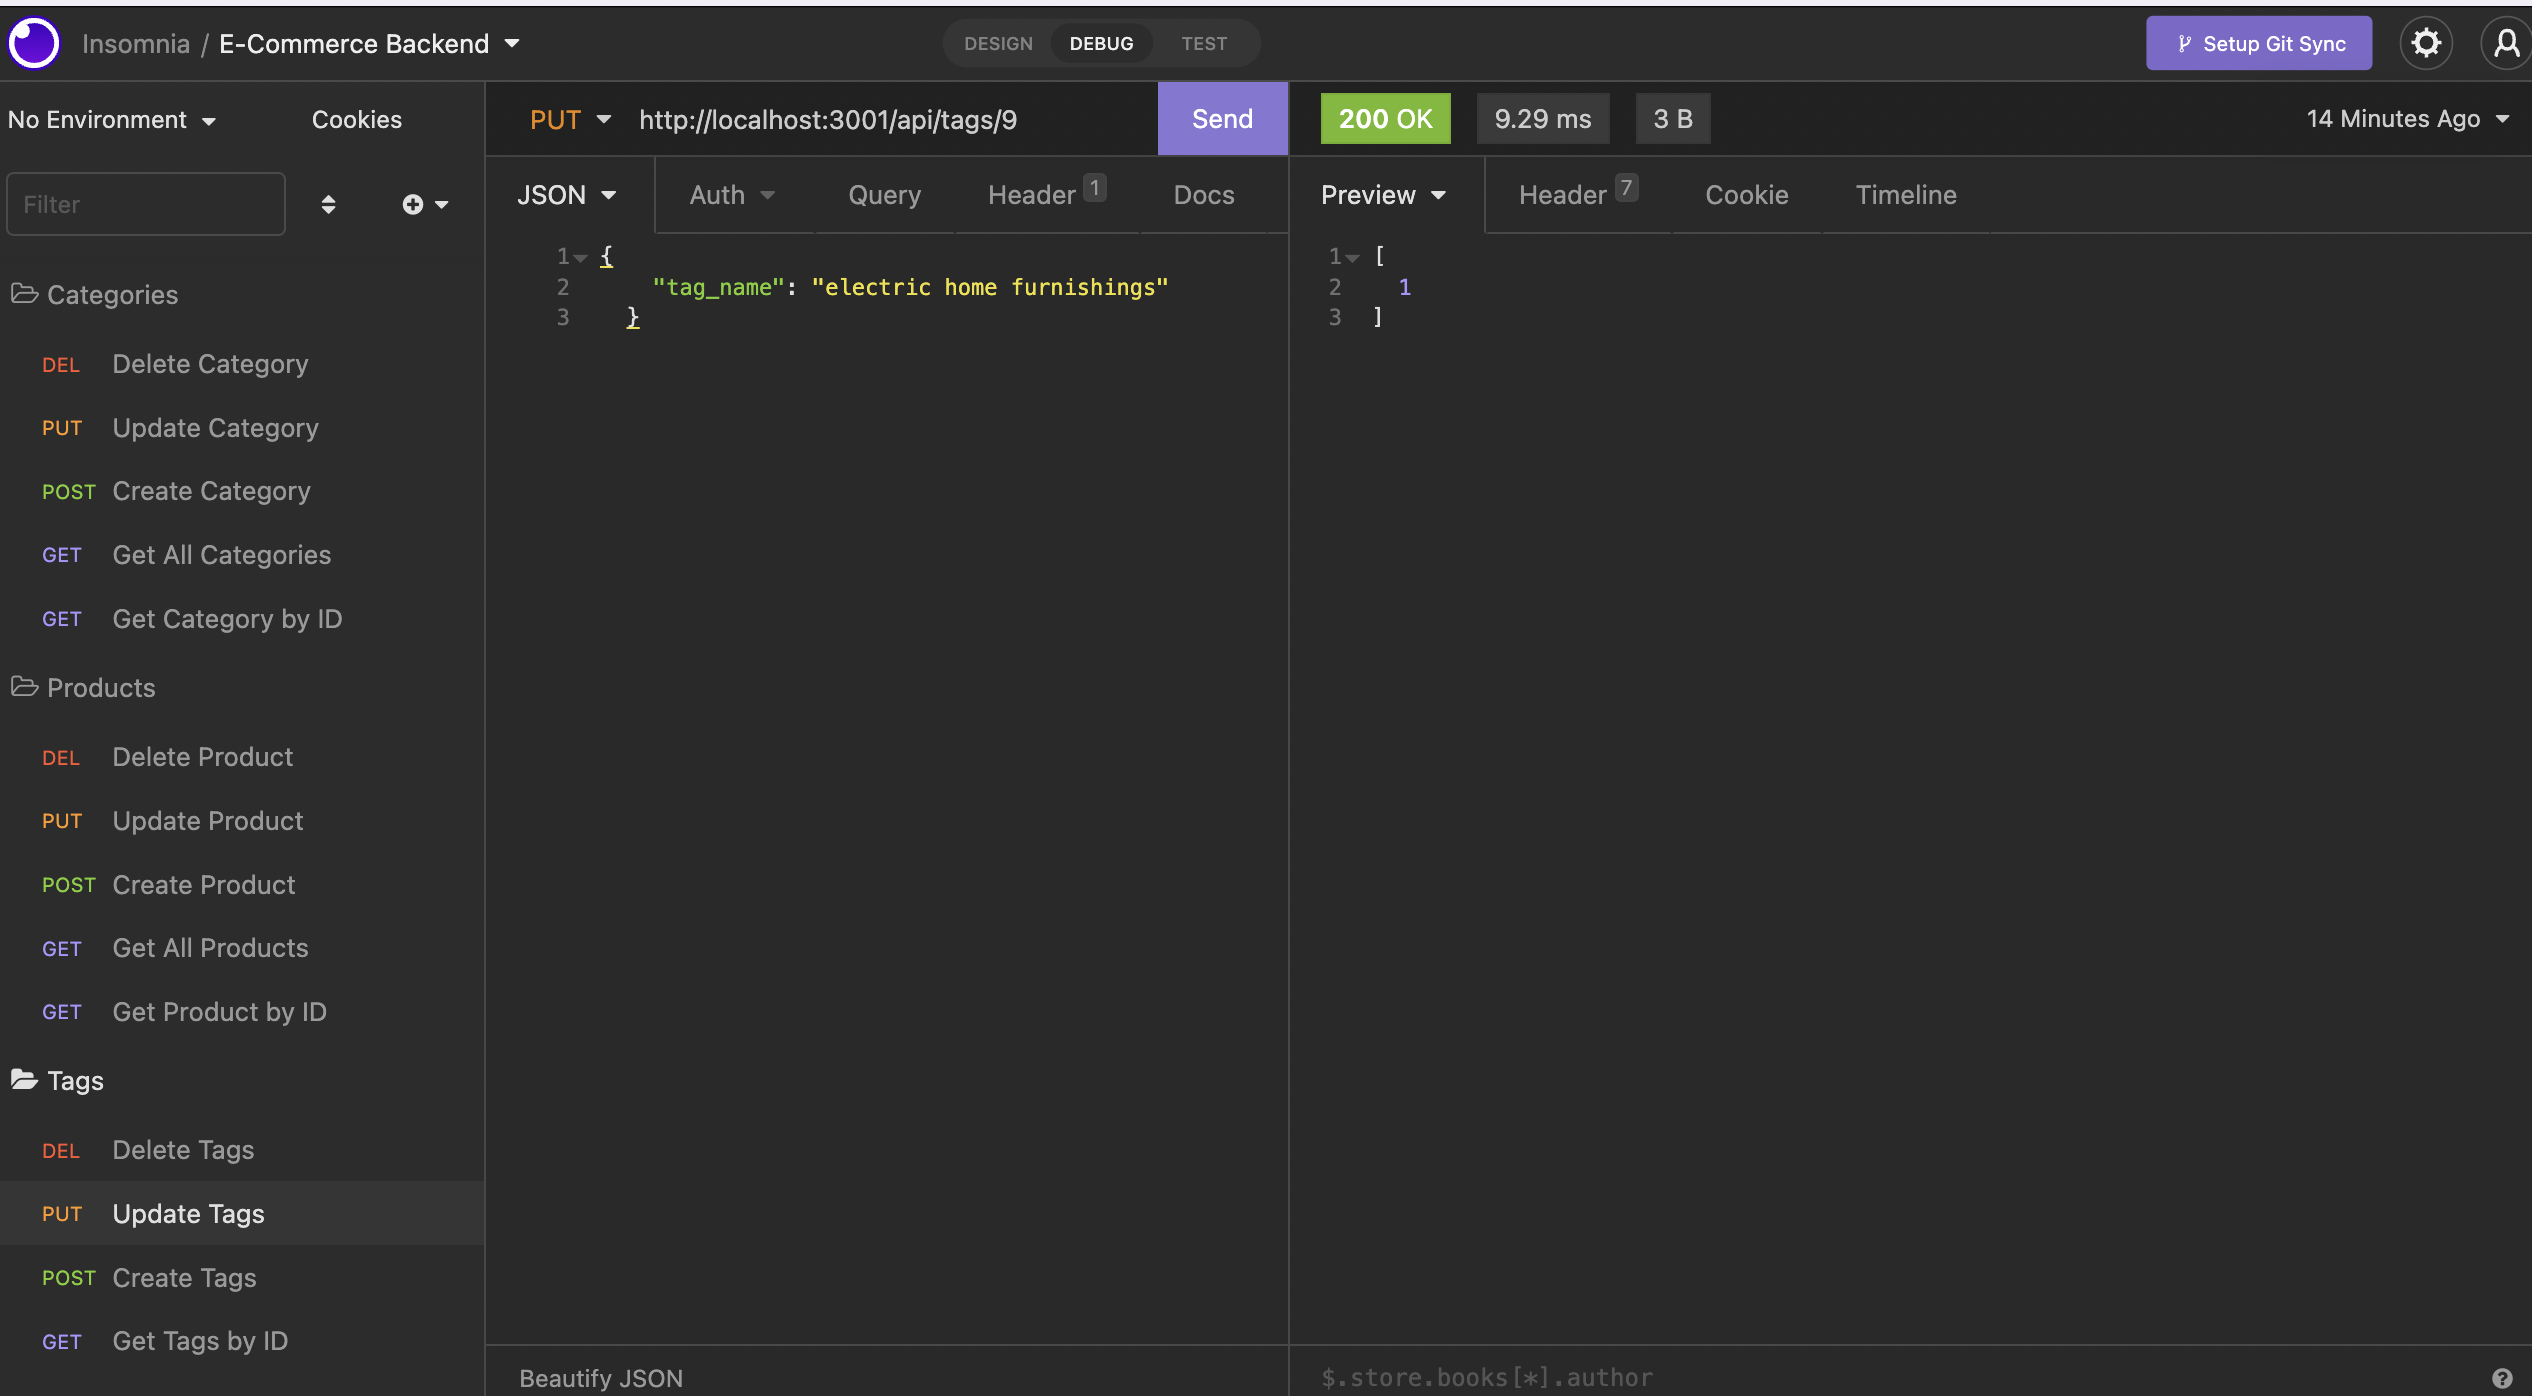 Insomnia / E-Commerce Backend
DESIGN DEBUG TEST
Setup Git Sync
No Environment Cookies
Filter
Categories
DEL Delete Category
PUT Update Category
POST Create Category
GET Get All Categories
GET Get Category by ID
Products
DEL Delete Product
PUT Update Product
POST Create Product
GET Get All Products
GET Get Product by ID
Tags
DEL Delete Tags
PUT Update Tags
POST Create Tags
GET Get Tags by ID
PUT http://localhost:3001/api/tags/9 Send
JSON Auth Query Header 1 Docs
1 {
2 "tag_name": "electric home furnishings"
3 }
Beautify JSON
200 OK 9.29 ms 3 B 14 Minutes Ago
Preview Header 7 Cookie Timeline
1 [
2 1
3 ]
$.store.books[*].author
?